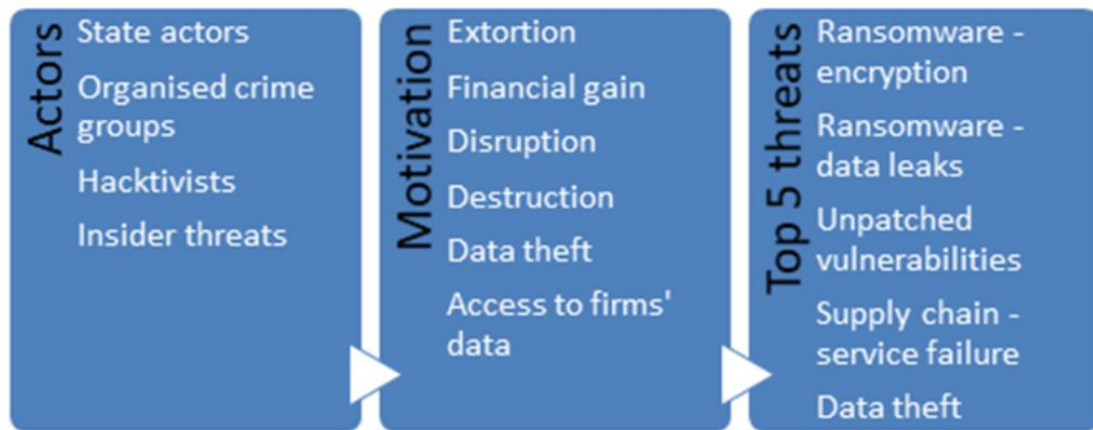 Actors
State actors
Organised crime
groups
Hacktivists
Insider threats
Motivation
Extortion
Financial gain
Disruption
Destruction
Data theft
Access to firms'
data
Top 5 threats
Ransomware -
encryption
Ransomware -
data leaks
Unpatched
vulnerabilities
Supply chain -
service failure
Data theft